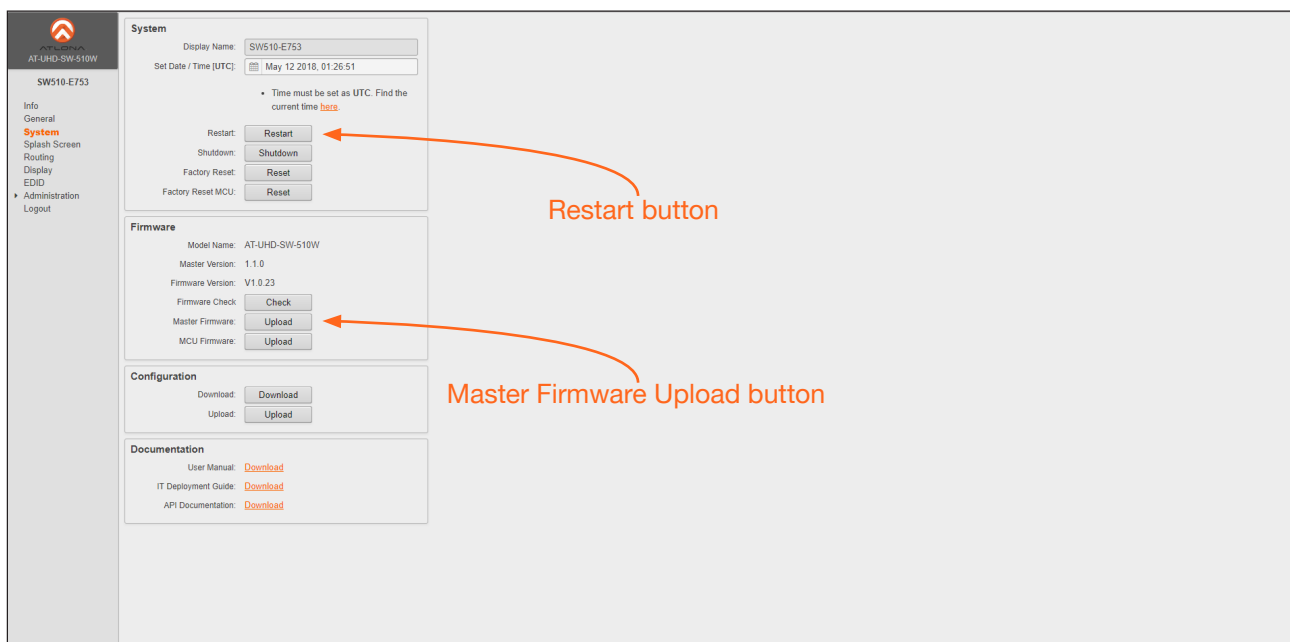 ATLONA
AT-UHD-SW-510W
SW510-E753
Info
General
System
Splash Screen
Routing
Display
EDID
Administration
Logout
System
Display Name: SW510-E753
Set Date / Time [UTC]: May 12 2018, 01:26:51
• Time must be set as UTC. Find the
current time here.
Restart: Restart
Shutdown: Shutdown
Factory Reset: Reset
Factory Reset MCU: Reset
Restart button
Firmware
Model Name: AT-UHD-SW-510W
Master Version: 1.1.0
Firmware Version: V1.0.23
Firmware Check Check
Master Firmware: Upload
MCU Firmware: Upload
Master Firmware Upload button
Configuration
Download: Download
Upload: Upload
Documentation
User Manual: Download
IT Deployment Guide: Download
API Documentation: Download